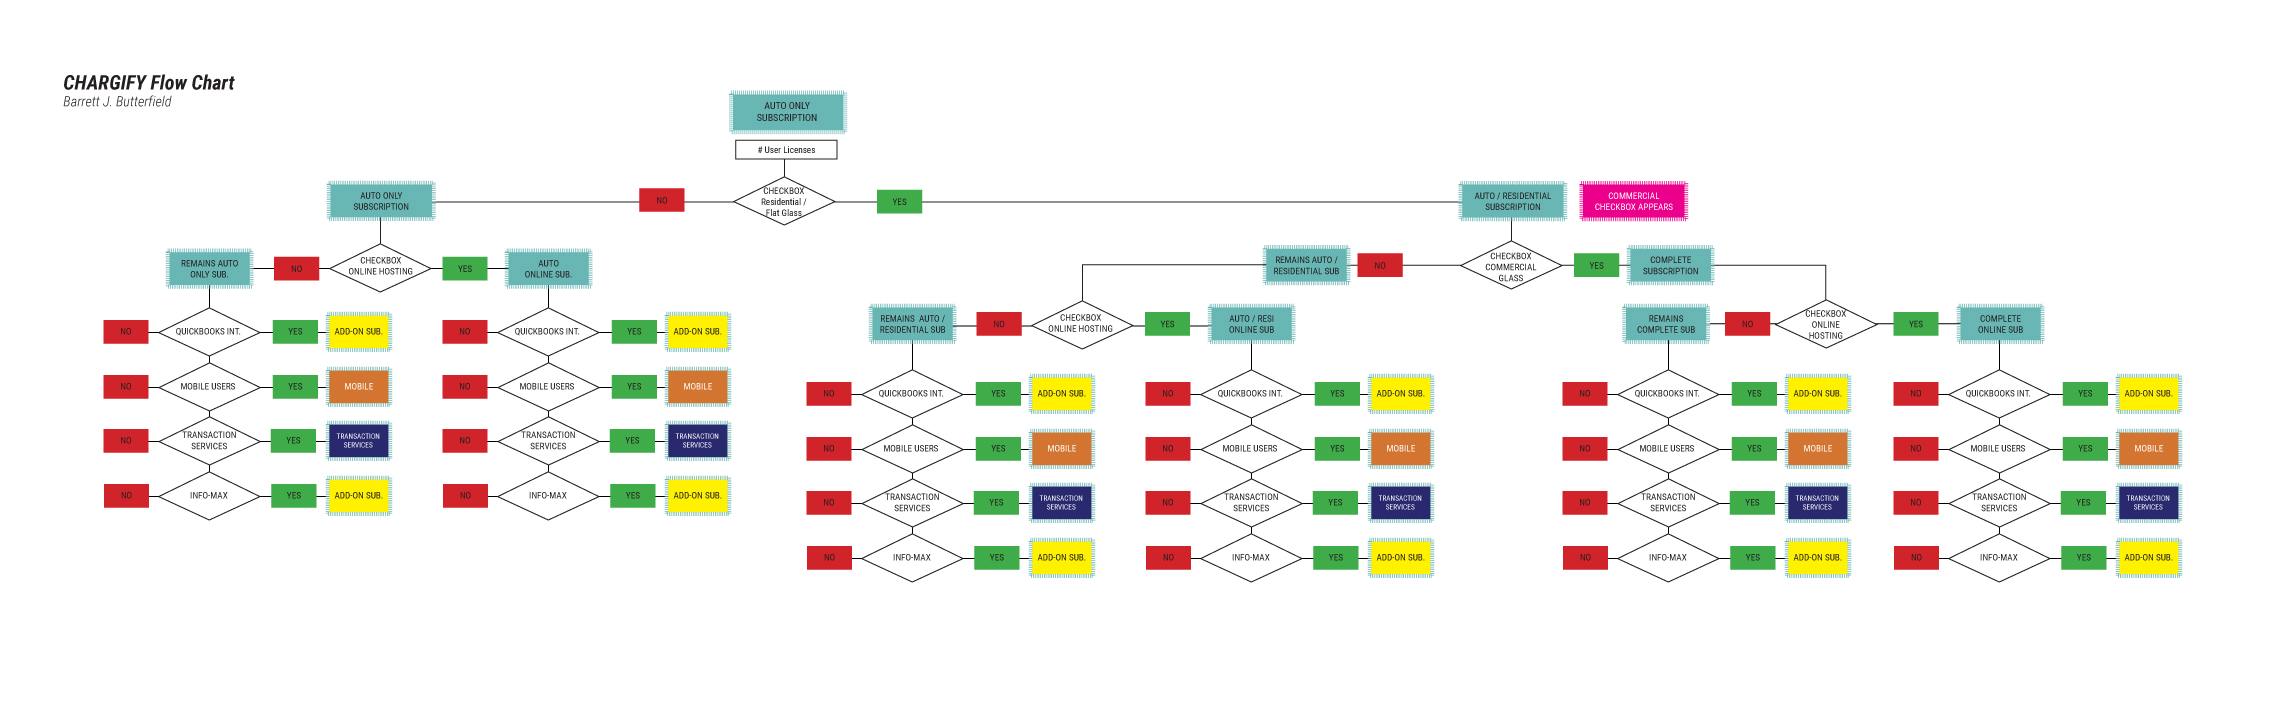 CHARGIFY Flow Chart
Barrett J. Butterfield
AUTO ONLY
SUBSCRIPTION
# User Licenses
CHECKBOX
Residential /
Flat Glass
NO
YES
AUTO ONLY
SUBSCRIPTION
AUTO / RESIDENTIAL
SUBSCRIPTION
COMMERCIAL
CHECKBOX APPEARS
REMAINS AUTO
ONLY SUB.
NO
CHECKBOX
ONLINE HOSTING
YES
AUTO
ONLINE SUB.
REMAINS AUTO /
RESIDENTIAL SUB
NO
CHECKBOX
COMMERCIAL
GLASS
YES
COMPLETE
SUBSCRIPTION
REMAINS  AUTO /
RESIDENTIAL SUB
NO
CHECKBOX
ONLINE HOSTING
YES
AUTO / RESI
ONLINE SUB
REMAINS
COMPLETE SUB
NO
CHECKBOX
ONLINE
HOSTING
YES
COMPLETE
ONLINE SUB
NO
QUICKBOOKS INT.
YES
ADD-ON SUB.
NO
MOBILE USERS
YES
MOBILE
NO
TRANSACTION
SERVICES
YES
TRANSACTION
SERVICES
NO
INFO-MAX
YES
ADD-ON SUB.
NO
QUICKBOOKS INT.
YES
ADD-ON SUB.
NO
MOBILE USERS
YES
MOBILE
NO
TRANSACTION
SERVICES
YES
TRANSACTION
SERVICES
NO
INFO-MAX
YES
ADD-ON SUB.
NO
QUICKBOOKS INT.
YES
ADD-ON SUB.
NO
MOBILE USERS
YES
MOBILE
NO
TRANSACTION
SERVICES
YES
TRANSACTION
SERVICES
NO
INFO-MAX
YES
ADD-ON SUB.
NO
QUICKBOOKS INT.
YES
ADD-ON SUB.
NO
MOBILE USERS
YES
MOBILE
NO
TRANSACTION
SERVICES
YES
TRANSACTION
SERVICES
NO
INFO-MAX
YES
ADD-ON SUB.
NO
QUICKBOOKS INT.
YES
ADD-ON SUB.
NO
MOBILE USERS
YES
MOBILE
NO
TRANSACTION
SERVICES
YES
TRANSACTION
SERVICES
NO
INFO-MAX
YES
ADD-ON SUB.
NO
QUICKBOOKS INT.
YES
ADD-ON SUB.
NO
MOBILE USERS
YES
MOBILE
NO
TRANSACTION
SERVICES
YES
TRANSACTION
SERVICES
NO
INFO-MAX
YES
ADD-ON SUB.